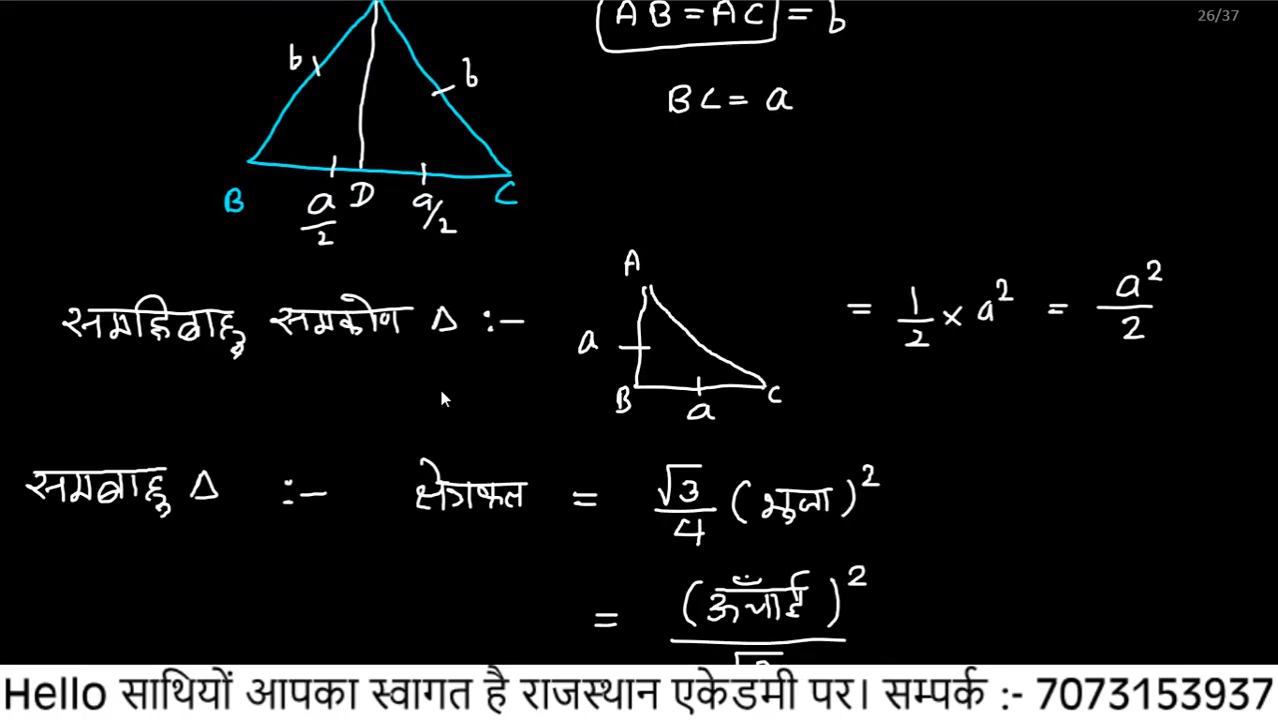 AB = AC = b
26/37
b
b
BC = a
B
a/2
D
a/2
C
A
समद्विबाहु समकोण Δ :-
a
= 1/2 × a² = a²/2
B
a
C
समबाहु Δ :- क्षेत्रफल = √3/4 (भुजा)²
= (ऊँचाई)²
Hello साथियों आपका स्वागत है राजस्थान एकेडमी पर। सम्पर्क :- 7073153937